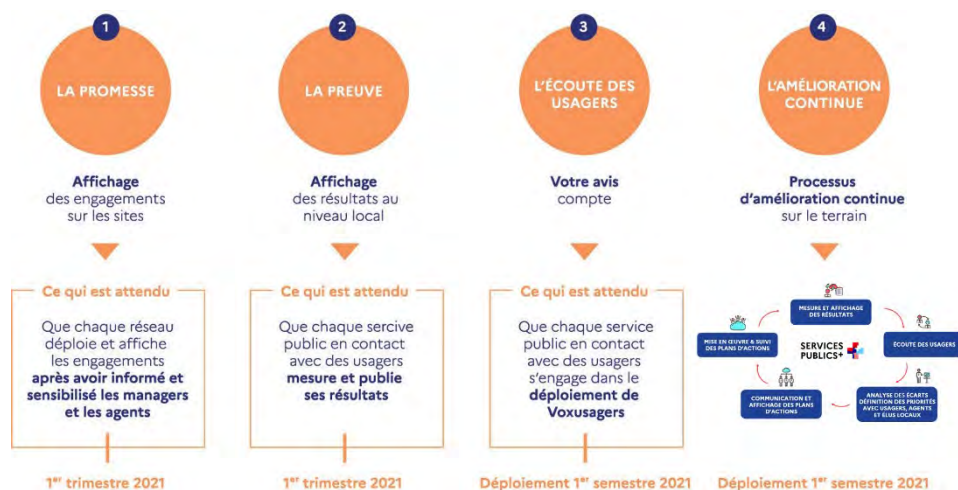 1
LA PROMESSE
Affichage
des engagements
sur les sites
Ce qui est attendu
Que chaque réseau
déploie et affiche
les engagements
après avoir informé et
sensibilisé les managers
et les agents
1er trimestre 2021
2
LA PREUVE
Affichage
des résultats au
niveau local
Ce qui est attendu
Que chaque sercive
public en contact
avec des usagers
mesure et publie
ses résultats
1er trimestre 2021
3
L'ÉCOUTE DES
USAGERS
Votre avis
compte
Ce qui est attendu
Que chaque service
public en contact
avec des usagers
s'engage dans le
déploiement de
Voxusagers
Déploiement 1er semestre 2021
4
L'AMÉLIORATION
CONTINUE
Processus
d'amélioration continue
sur le terrain
MESURE ET AFFICHAGE
DES RÉSULTATS
ÉCOUTE DES USAGERS
ANALYSE DES ÉCARTS
DÉFINITION DES PRIORITÉS
AVEC USAGERS, AGENTS
ET ÉLUS LOCAUX
COMMUNICATION ET
AFFICHAGE DES PLANS
D'ACTIONS
MISE EN ŒUVRE & SUIVI
DES PLANS D'ACTIONS
SERVICES
PUBLICS+
Déploiement 1er semestre 2021